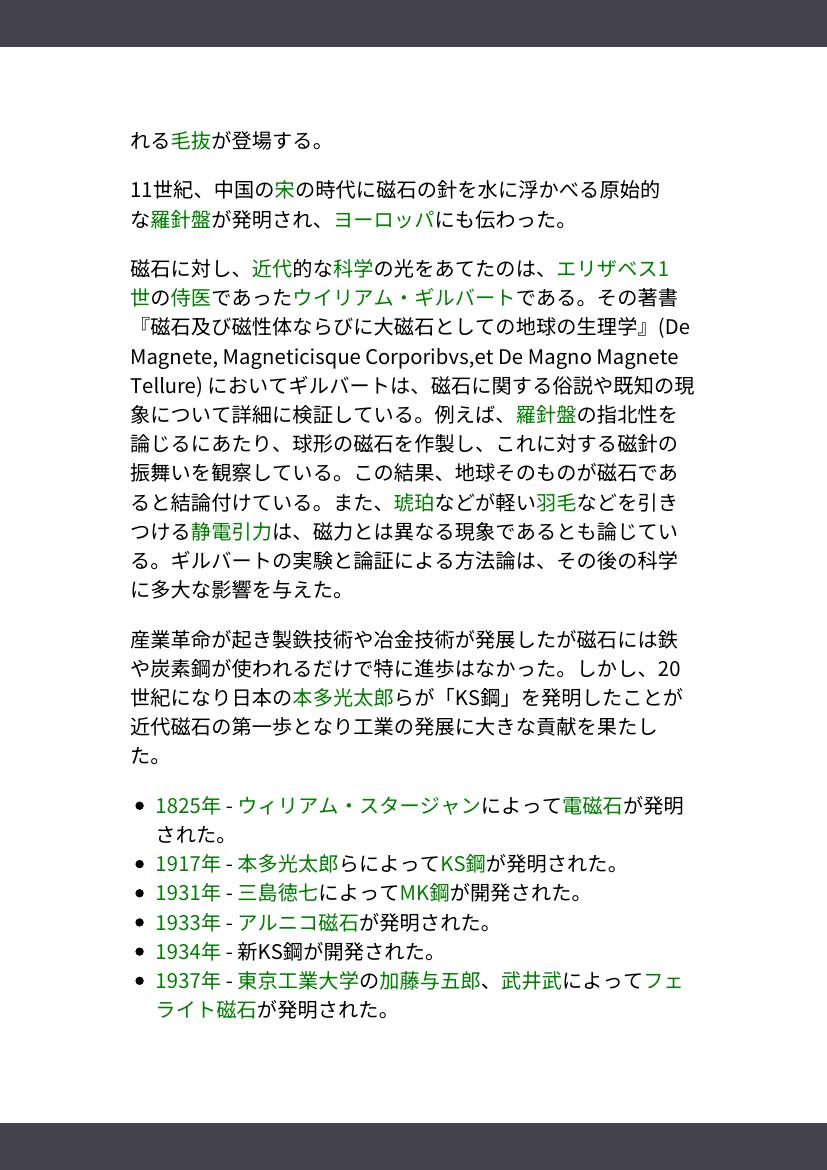 れる毛抜が登場する。
11世紀、中国の宋の時代に磁石の針を水に浮かべる原始的
な羅針盤が発明され、ヨーロッパにも伝わった。
磁石に対し、近代的な科学の光をあてたのは、エリザベス1
世の侍医であったウイリアム・ギルバートである。その著書
『磁石及び磁性体ならびに大磁石としての地球の生理学』(De
Magnete, Magneticisque Corporibvs,et De Magno Magnete
Tellure) においてギルバートは、磁石に関する俗説や既知の現
象について詳細に検証している。例えば、羅針盤の指北性を
論じるにあたり、球形の磁石を作製し、これに対する磁針の
振舞いを観察している。この結果、地球そのものが磁石であ
ると結論付けている。また、琥珀などが軽い羽毛などを引き
つける静電引力は、磁力とは異なる現象であるとも論じてい
る。ギルバートの実験と論証による方法論は、その後の科学
に多大な影響を与えた。
産業革命が起き製鉄技術や冶金技術が発展したが磁石には鉄
や炭素鋼が使われるだけで特に進歩はなかった。しかし、20
世紀になり日本の本多光太郎らが「KS鋼」を発明したことが
近代磁石の第一歩となり工業の発展に大きな貢献を果たし
た。
• 1825年 - ウィリアム・スタージャンによって電磁石が発明
された。
• 1917年 - 本多光太郎らによってKS鋼が発明された。
• 1931年 - 三島徳七によってMK鋼が開発された。
• 1933年 - アルニコ磁石が発明された。
• 1934年 - 新KS鋼が開発された。
• 1937年 - 東京工業大学の加藤与五郎、武井武によってフェ
ライト磁石が発明された。